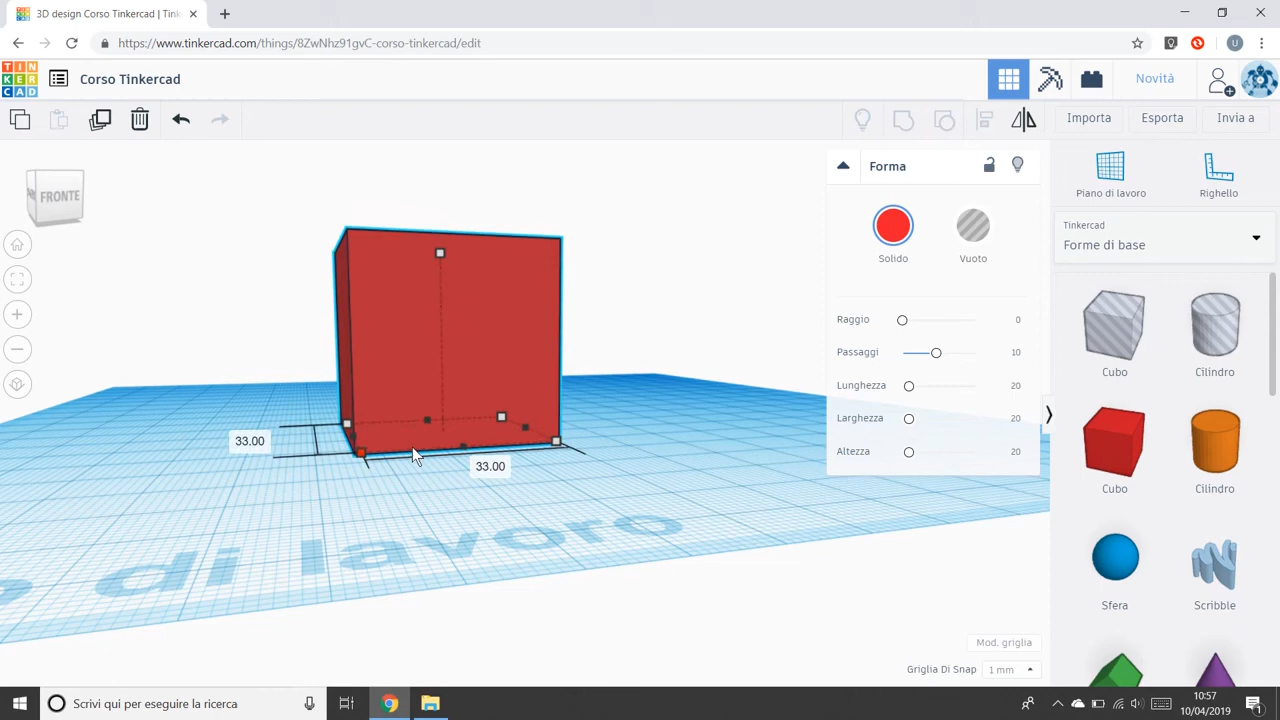 3D design Corso Tinkercad | Tink
https://www.tinkercad.com/things/8ZwNhz91gvC-corso-tinkercad/edit
U
TIN
KER
CAD
Corso Tinkercad
Novità
Importa
Esporta
Invia a
FRONTE
Forma
Solido
Vuoto
Raggio 0
Passaggi 10
Lunghezza 20
Larghezza 20
Altezza 20
Piano di lavoro
Righello
Tinkercad
Forme di base
Cubo
Cilindro
Cubo
Cilindro
Sfera
Scribble
33.00
33.00
o di lavoro
Mod. griglia
Griglia Di Snap 1 mm
Scrivi qui per eseguire la ricerca
10:57
10/04/2019
1